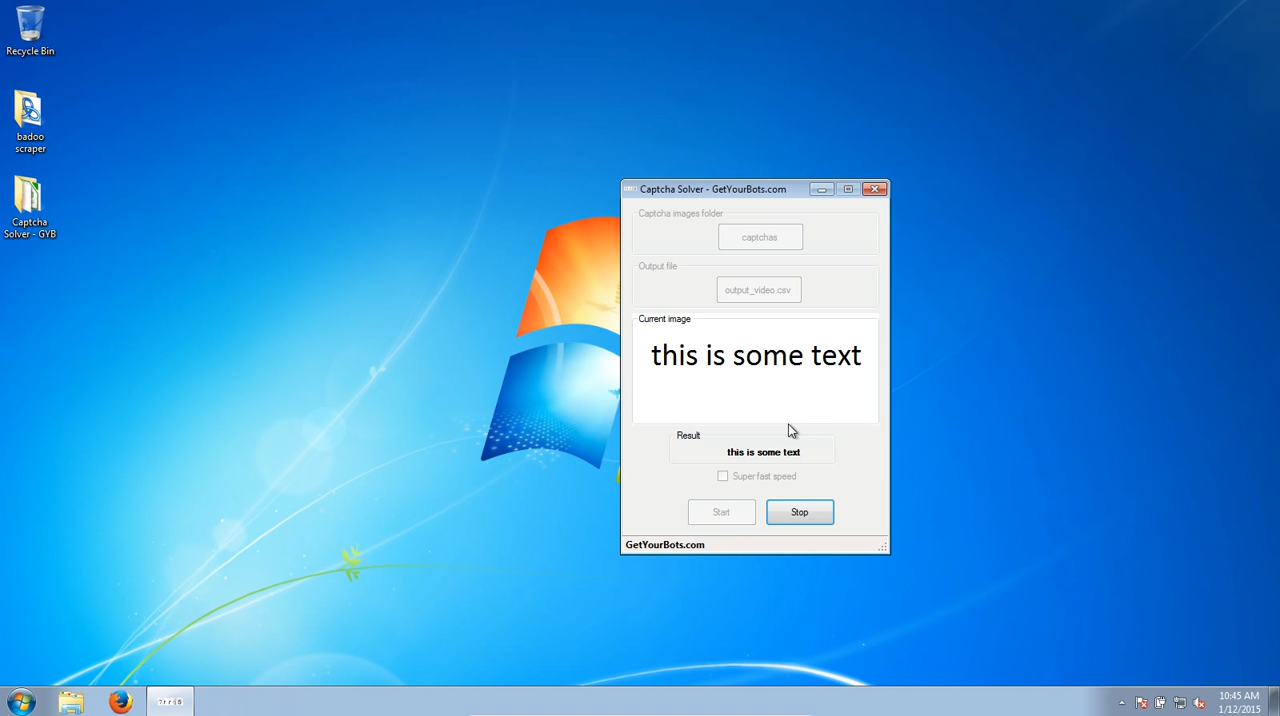 Recycle Bin
badoo
scraper
Captcha
Solver - GYB
Captcha Solver - GetYourBots.com
Captcha images folder
captchas
Output file
output_video.csv
Current image
this is some text
Result
this is some text
Super fast speed
Start
Stop
GetYourBots.com
10:45 AM
1/12/2015